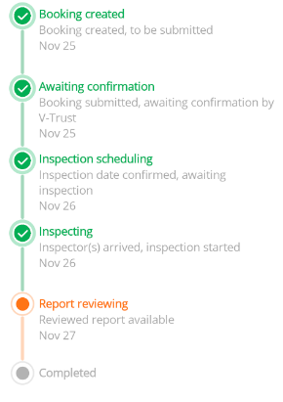 Booking created
Booking created, to be submitted
Nov 25
Awaiting confirmation
Booking submitted, awaiting confirmation by
V-Trust
Nov 25
Inspection scheduling
Inspection date confirmed, awaiting
inspection
Nov 26
Inspecting
Inspector(s) arrived, inspection started
Nov 26
Report reviewing
Reviewed report available
Nov 27
Completed